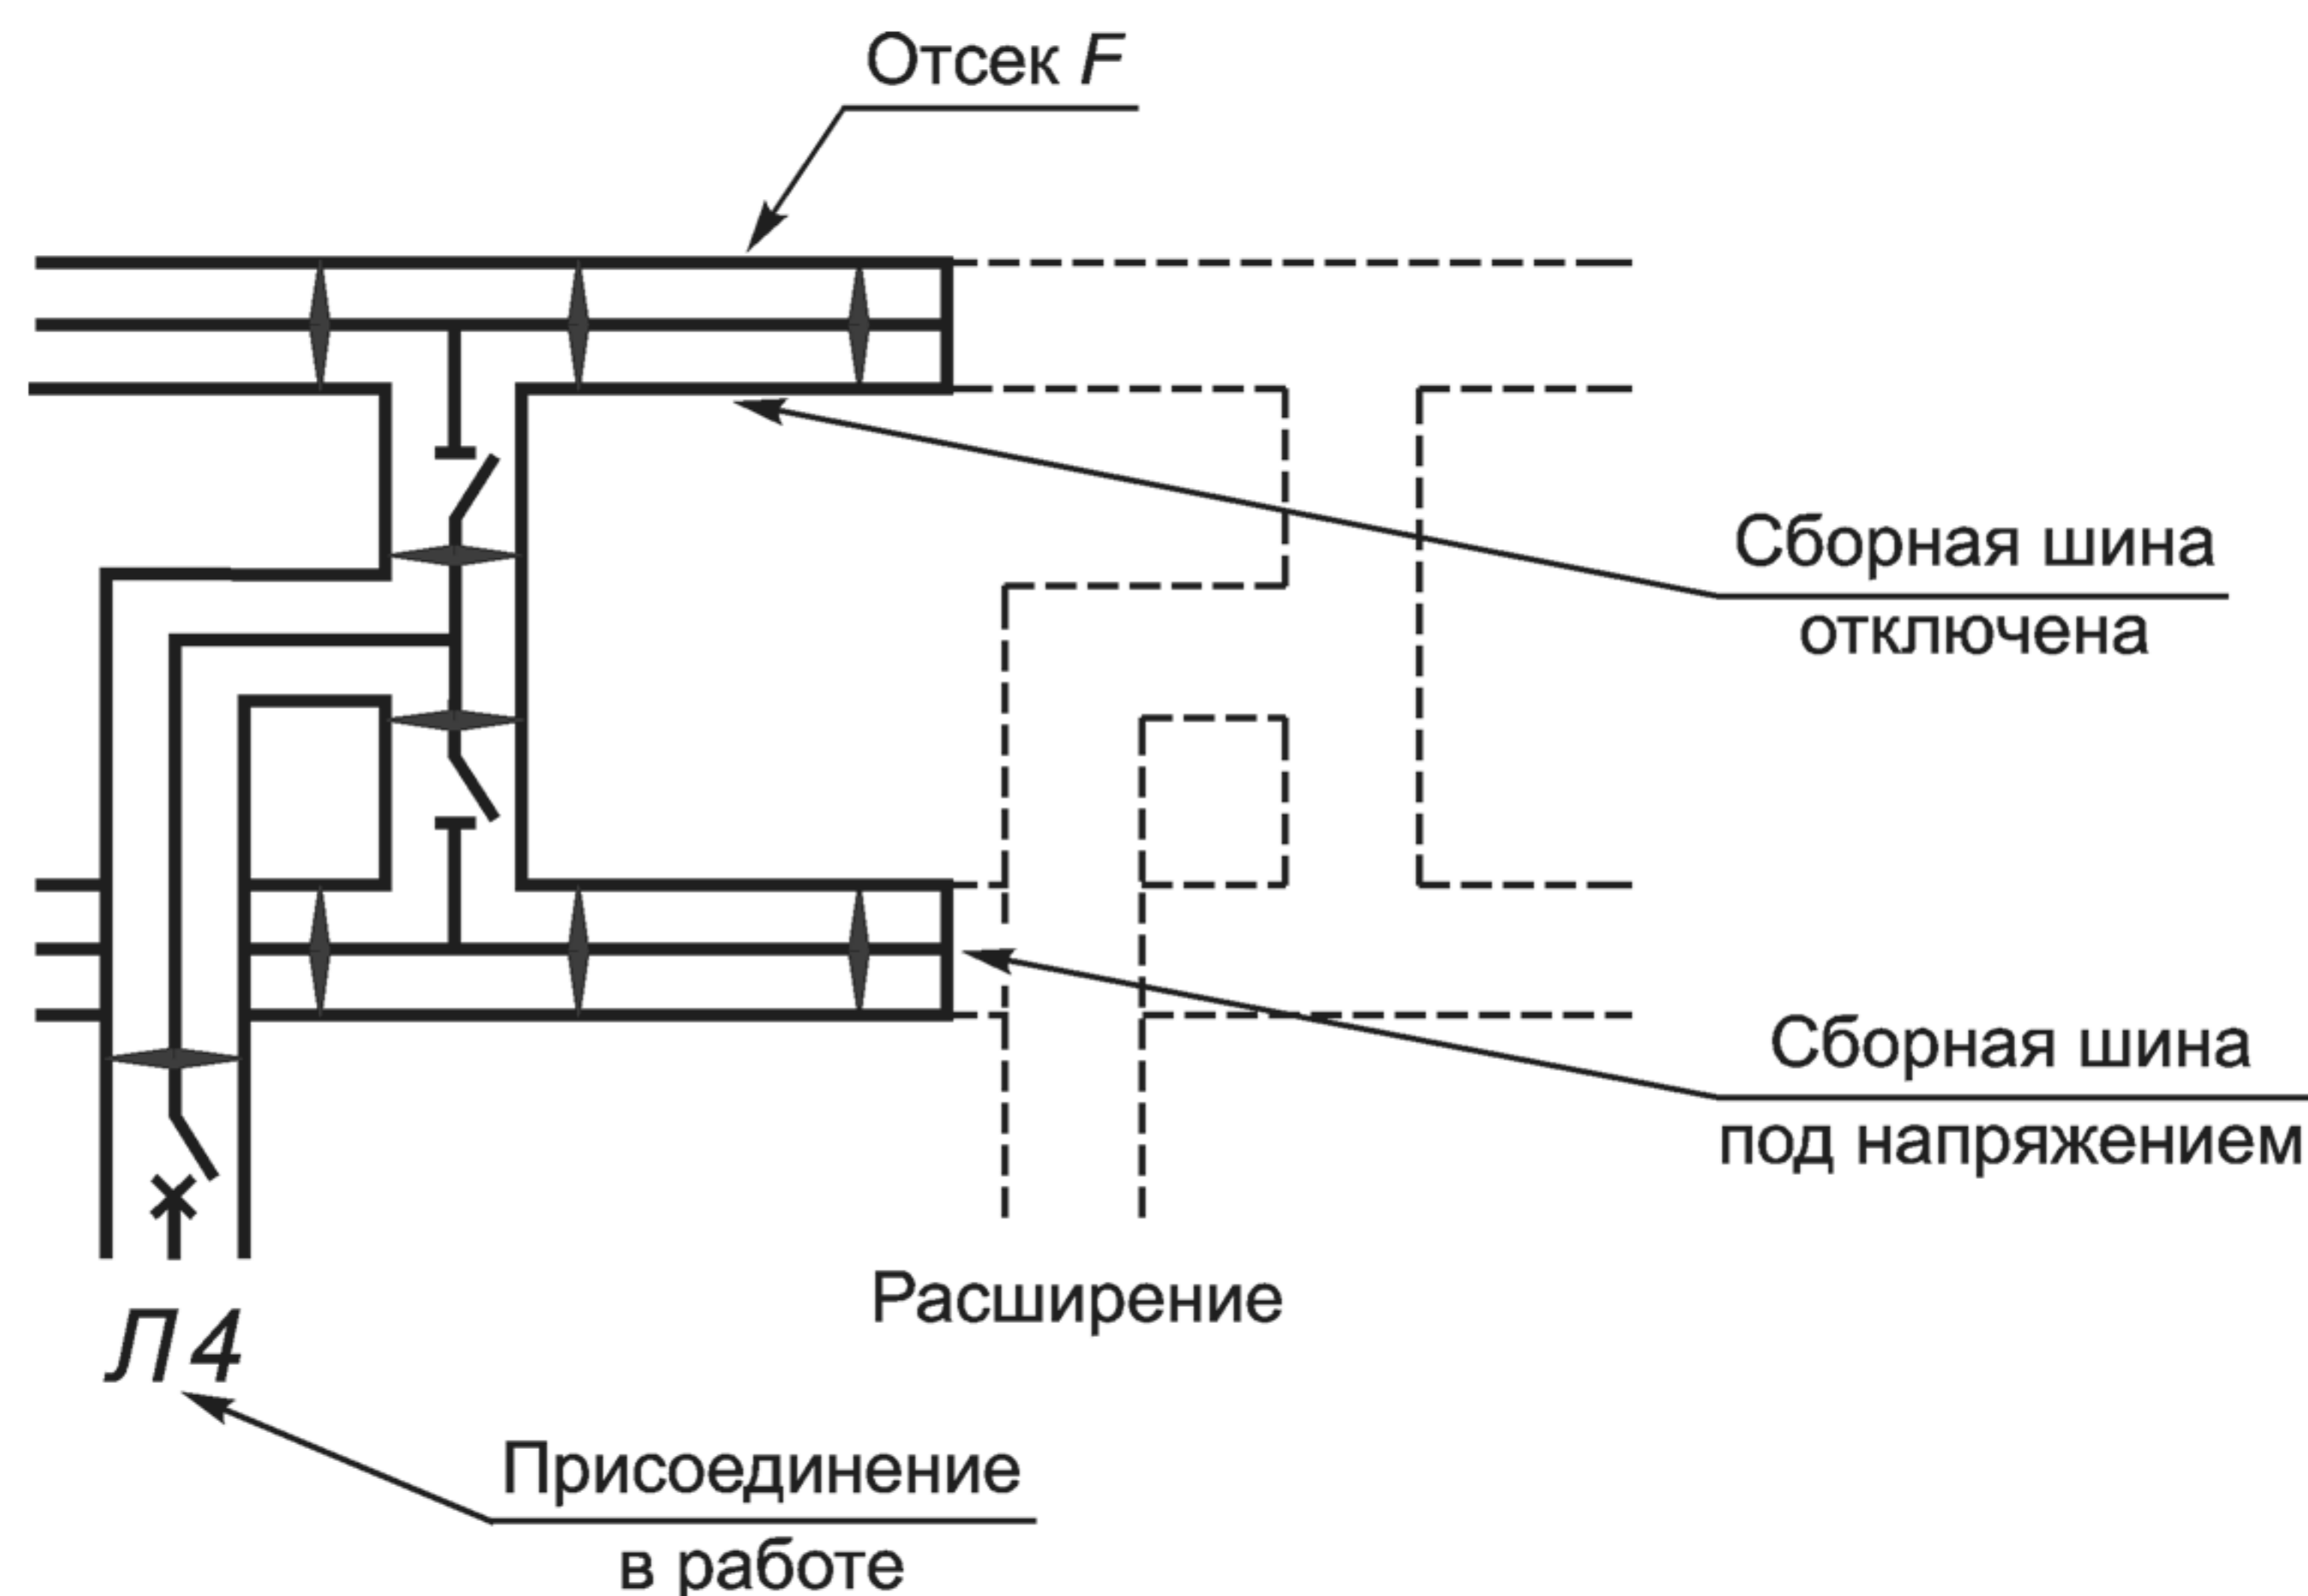 Отсек F
Сборная шина
отключена
Сборная шина
под напряжением
Расширение
Л4
Присоединение
в работе